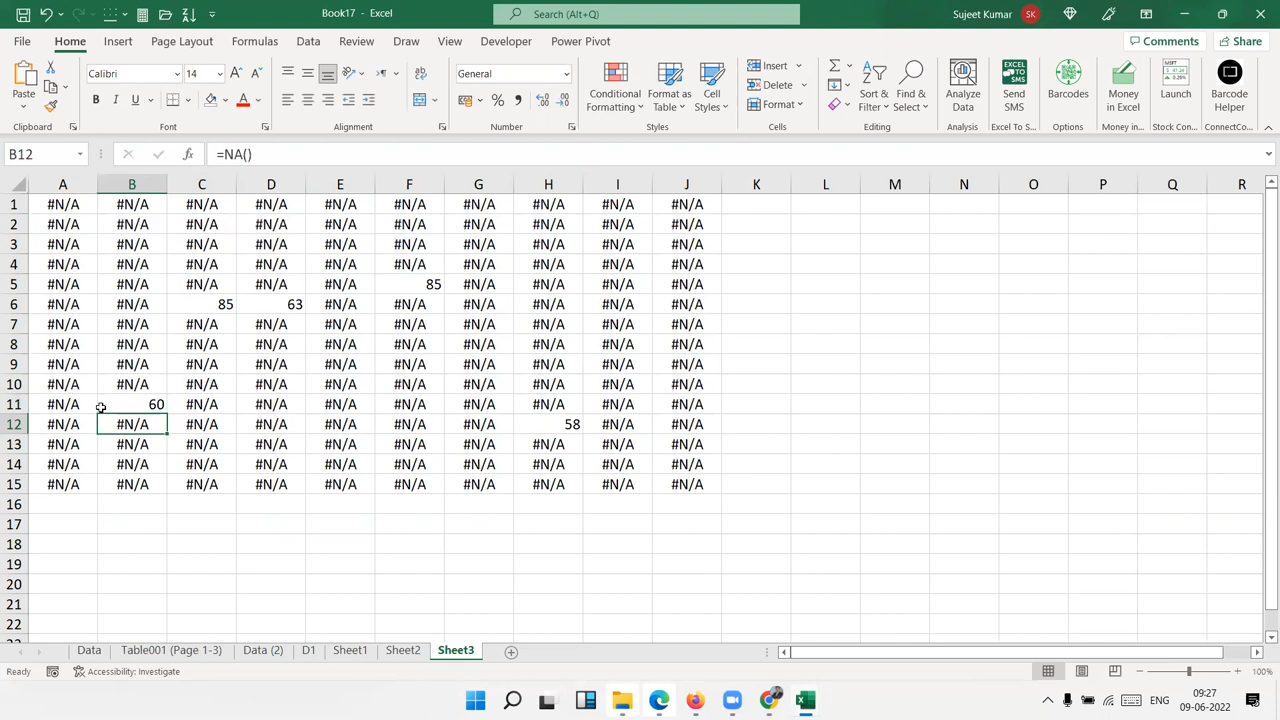 Book17 - Excel
Search (Alt+Q)
Sujeet Kumar
SK
File Home Insert Page Layout Formulas Data Review View Draw Developer Power Pivot Comments Share
Paste
Calibri 14
General
Conditional Formatting
Format as Table
Cell Styles
Insert
Delete
Format
Sort & Filter
Find & Select
Analyze Data
Excel to Send SMS
Barcodes
Money in Excel
Launch
Barcode Helper
Clipboard Font Alignment Number Styles Cells Editing Analysis Excel To S... Options Money in... Stock Con... ConnectCo...
B12 =NA()
A B C D E F G H I J K L M N O P Q R
1 #N/A #N/A #N/A #N/A #N/A #N/A #N/A #N/A #N/A #N/A
2 #N/A #N/A #N/A #N/A #N/A #N/A #N/A #N/A #N/A #N/A
3 #N/A #N/A #N/A #N/A #N/A #N/A #N/A #N/A #N/A #N/A
4 #N/A #N/A #N/A #N/A #N/A #N/A #N/A #N/A #N/A #N/A
5 #N/A #N/A #N/A #N/A #N/A 85 #N/A #N/A #N/A #N/A
6 #N/A #N/A 85 63 #N/A #N/A #N/A #N/A #N/A #N/A
7 #N/A #N/A #N/A #N/A #N/A #N/A #N/A #N/A #N/A #N/A
8 #N/A #N/A #N/A #N/A #N/A #N/A #N/A #N/A #N/A #N/A
9 #N/A #N/A #N/A #N/A #N/A #N/A #N/A #N/A #N/A #N/A
10 #N/A #N/A #N/A #N/A #N/A #N/A #N/A #N/A #N/A #N/A
11 #N/A 60 #N/A #N/A #N/A #N/A #N/A #N/A #N/A #N/A
12 #N/A #N/A #N/A #N/A #N/A #N/A #N/A 58 #N/A #N/A
13 #N/A #N/A #N/A #N/A #N/A #N/A #N/A #N/A #N/A #N/A
14 #N/A #N/A #N/A #N/A #N/A #N/A #N/A #N/A #N/A #N/A
15 #N/A #N/A #N/A #N/A #N/A #N/A #N/A #N/A #N/A #N/A
16
17
18
19
20
21
22
Data Table001 (Page 1-3) Data (2) D1 Sheet1 Sheet2 Sheet3
Ready Accessibility: Investigate 100%
ENG 09:27
09-06-2022